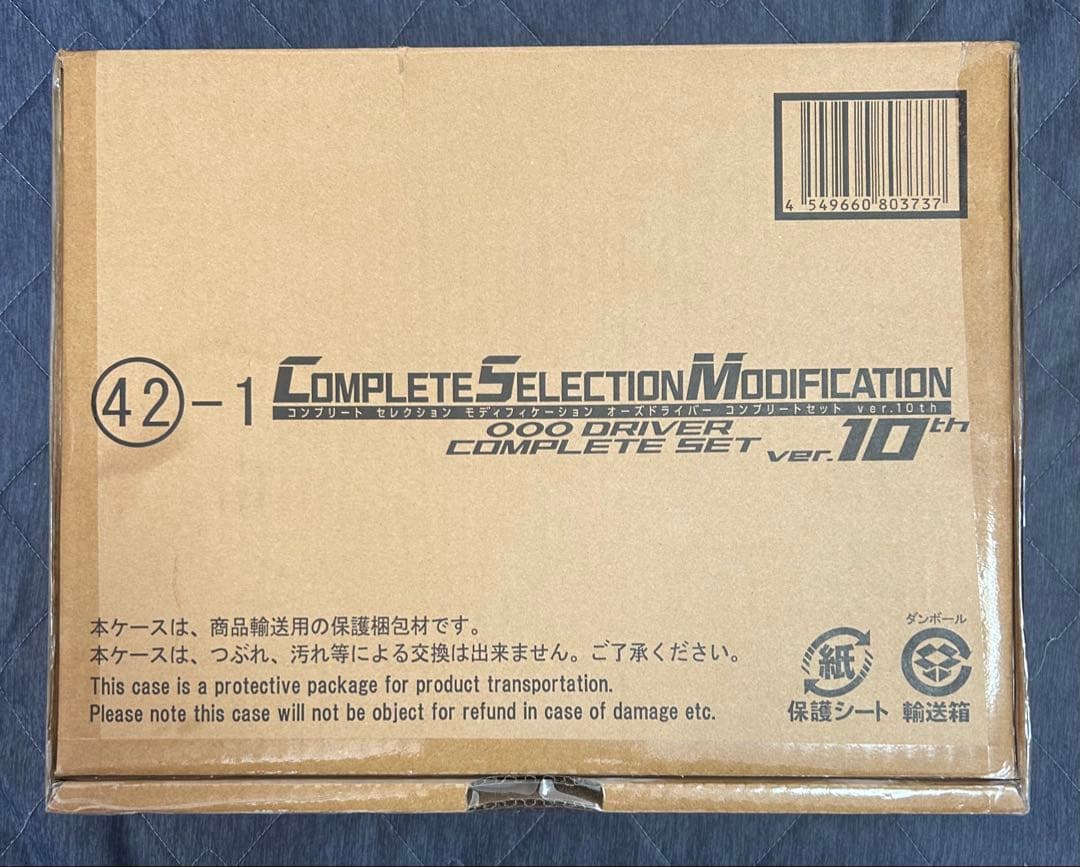 4 549660 803737
42-1 COMPLETE SELECTION MODIFICATION
コンプリート セレクション モディフィケーション オーズドライバー コンプリートセット ver.10th
OOO DRIVER
COMPLETE SET ver.10th
本ケースは、商品輸送用の保護梱包材です。
本ケースは、つぶれ、汚れ等による交換は出来ません。ご了承ください。
This case is a protective package for product transportation.
Please note this case will not be object for refund in case of damage etc.
紙
保護シート
ダンボール
輸送箱